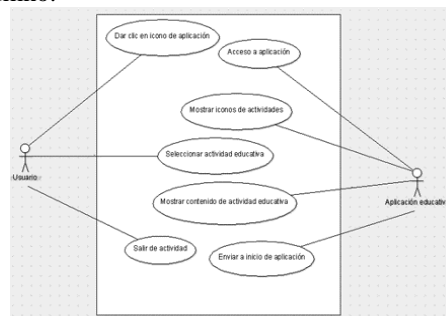 Dar clic en icono de aplicación
Acceso a aplicación
Mostrar iconos de actividades
Seleccionar actividad educativa
Usuario
Mostrar contenido de actividad educativa
Aplicación educativ
Salir de actividad
Enviar a inicio de aplicación